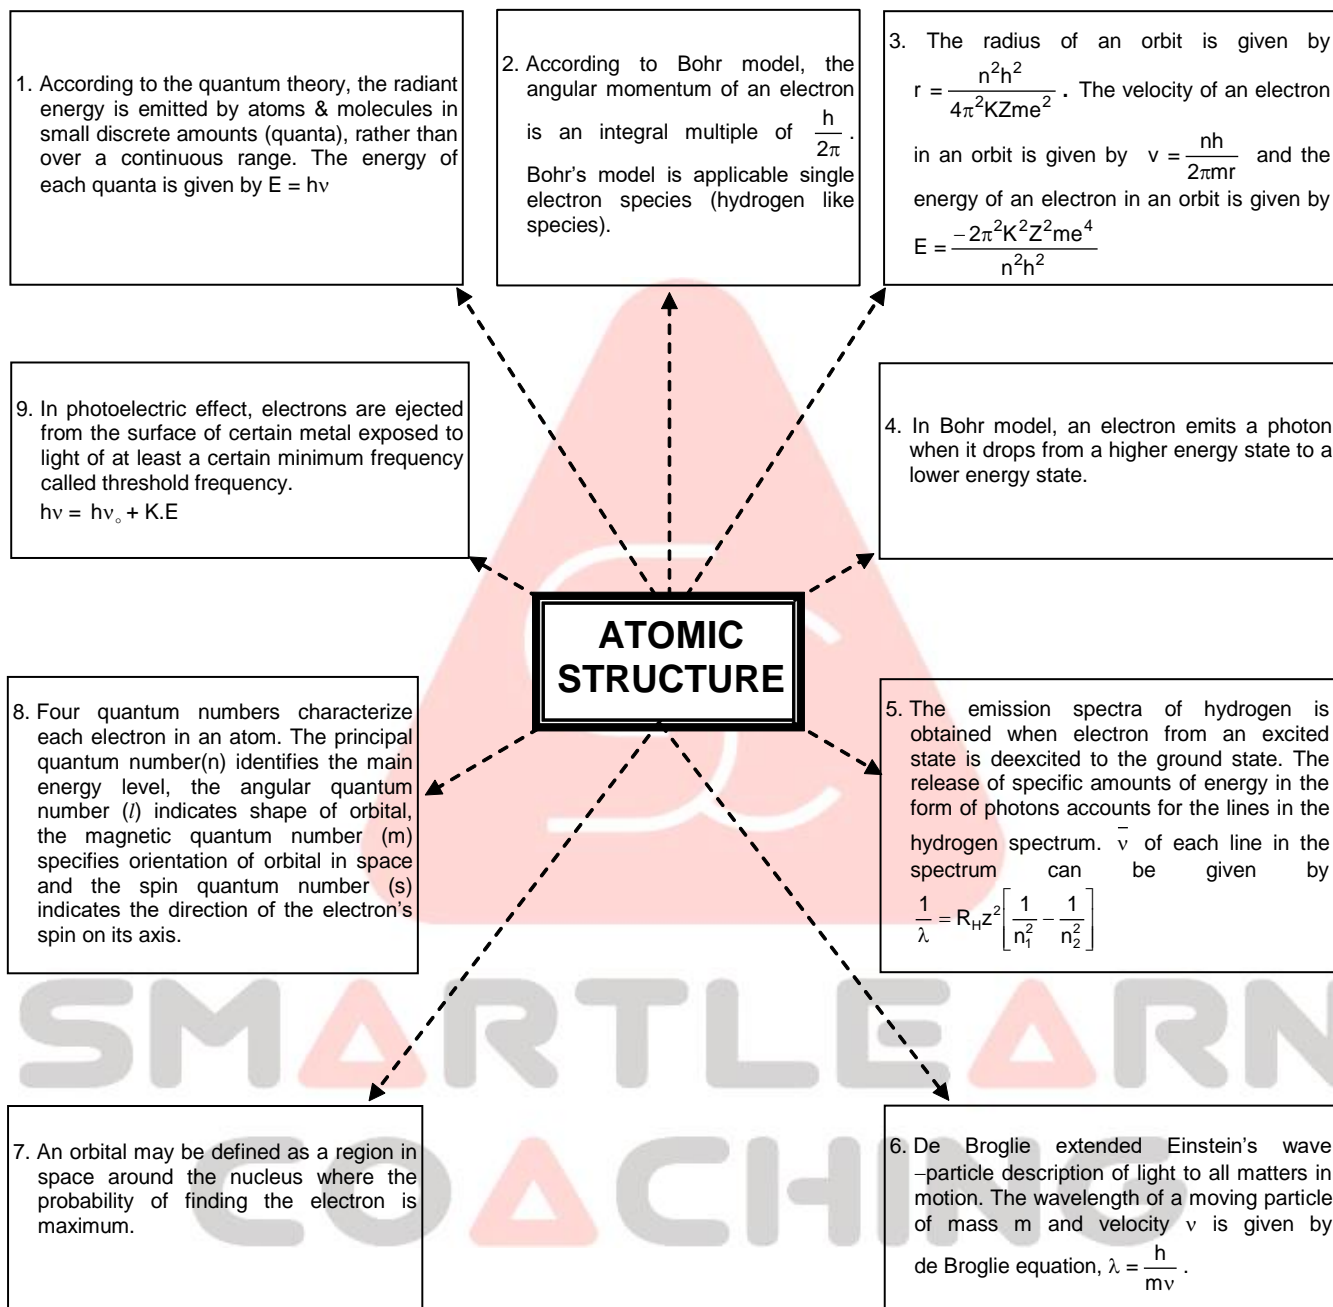 1. According to the quantum theory, the radiant
energy is emitted by atoms & molecules in
small discrete amounts (quanta), rather than
over a continuous range. The energy of
each quanta is given by E = hν
2. According to Bohr model, the
angular momentum of an electron
is an integral multiple of h/2π .
Bohr's model is applicable single
electron species (hydrogen like
species).
3. The radius of an orbit is given by
r = n²h²/4π²KZme² . The velocity of an electron
in an orbit is given by v = nh/2πmr and the
energy of an electron in an orbit is given by
E = −2π²K²Z²me⁴/n²h²
9. In photoelectric effect, electrons are ejected
from the surface of certain metal exposed to
light of at least a certain minimum frequency
called threshold frequency.
hν = hν₀ + K.E
4. In Bohr model, an electron emits a photon
when it drops from a higher energy state to a
lower energy state.
ATOMIC
STRUCTURE
8. Four quantum numbers characterize
each electron in an atom. The principal
quantum number(n) identifies the main
energy level, the angular quantum
number (l) indicates shape of orbital,
the magnetic quantum number (m)
specifies orientation of orbital in space
and the spin quantum number (s)
indicates the direction of the electron's
spin on its axis.
5. The emission spectra of hydrogen is
obtained when electron from an excited
state is deexcited to the ground state. The
release of specific amounts of energy in the
form of photons accounts for the lines in the
hydrogen spectrum. ν̅ of each line in the
spectrum can be given by
1/λ = R_H z² [1/n₁² − 1/n₂²]
SMARTLEARN
COACHING
7. An orbital may be defined as a region in
space around the nucleus where the
probability of finding the electron is
maximum.
6. De Broglie extended Einstein's wave
–particle description of light to all matters in
motion. The wavelength of a moving particle
of mass m and velocity ν is given by
de Broglie equation, λ = h/mν .